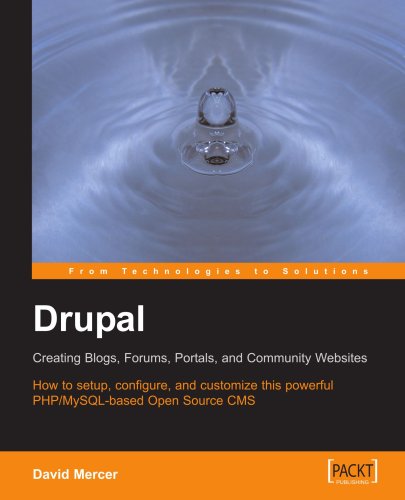 From Technologies to Solutions
Drupal
Creating Blogs, Forums, Portals, and Community Websites
How to setup, configure, and customize this powerful
PHP/MySQL-based Open Source CMS
David Mercer
[PACKT]
PUBLISHING